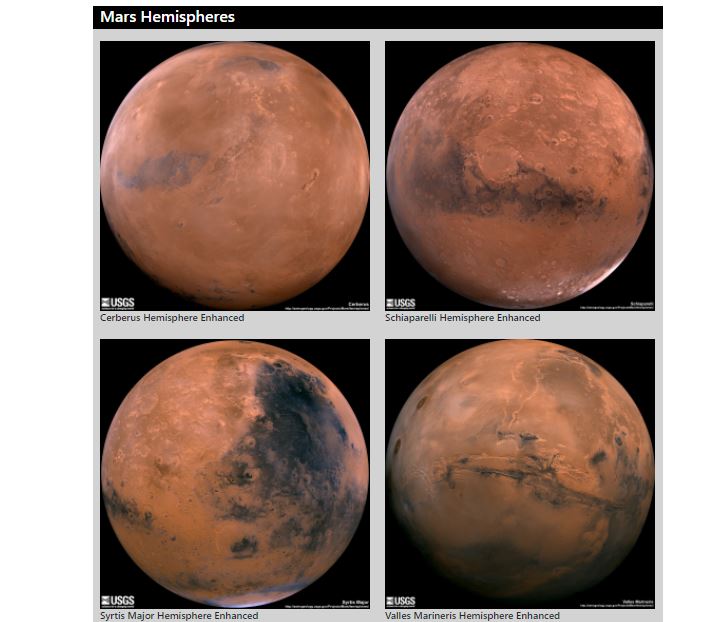 Mars Hemispheres
USGS
Cerberus
Cerberus Hemisphere Enhanced
USGS
Schiaparelli
Schiaparelli Hemisphere Enhanced
USGS
Syrtis Major
Syrtis Major Hemisphere Enhanced
USGS
Valles Marineris
Valles Marineris Hemisphere Enhanced